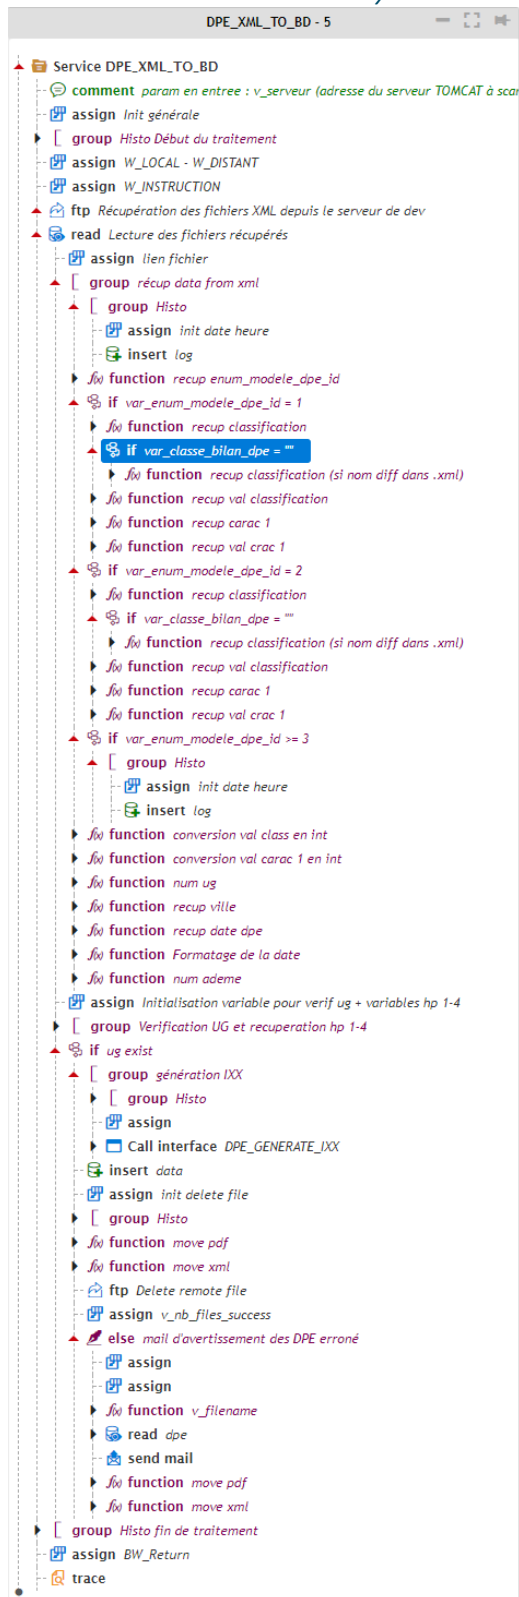 DPE_XML_TO_BD - 5
Service DPE_XML_TO_BD
comment param en entree : v_serveur (adresse du serveur TOMCAT à scar
assign Init générale
group Histo Début du traitement
assign W_LOCAL - W_DISTANT
assign W_INSTRUCTION
ftp Récupération des fichiers XML depuis le serveur de dev
read Lecture des fichiers récupérés
assign lien fichier
group récup data from xml
group Histo
assign init date heure
insert log
f(x) function recup enum_modele_dpe_id
if var_enum_modele_dpe_id = 1
f(x) function recup classification
if var_classe_bilan_dpe = ""
f(x) function recup classification (si nom diff dans .xml)
f(x) function recup val classification
f(x) function recup carac 1
f(x) function recup val crac 1
if var_enum_modele_dpe_id = 2
f(x) function recup classification
if var_classe_bilan_dpe = ""
f(x) function recup classification (si nom diff dans .xml)
f(x) function recup val classification
f(x) function recup carac 1
f(x) function recup val crac 1
if var_enum_modele_dpe_id >= 3
group Histo
assign init date heure
insert log
f(x) function conversion val class en int
f(x) function conversion val carac 1 en int
f(x) function num ug
f(x) function recup ville
f(x) function recup date dpe
f(x) function Formatage de la date
f(x) function num ademe
assign Initialisation variable pour verif ug + variables hp 1-4
group Verification UG et recuperation hp 1-4
if ug exist
group génération IXX
group Histo
assign
Call interface DPE_GENERATE_IXX
insert data
assign init delete file
group Histo
f(x) function move pdf
f(x) function move xml
ftp Delete remote file
assign v_nb_files_success
else mail d'avertissement des DPE erroné
assign
assign
f(x) function v_filename
read dpe
send mail
f(x) function move pdf
f(x) function move xml
group Histo fin de traitement
assign BW_Return
trace